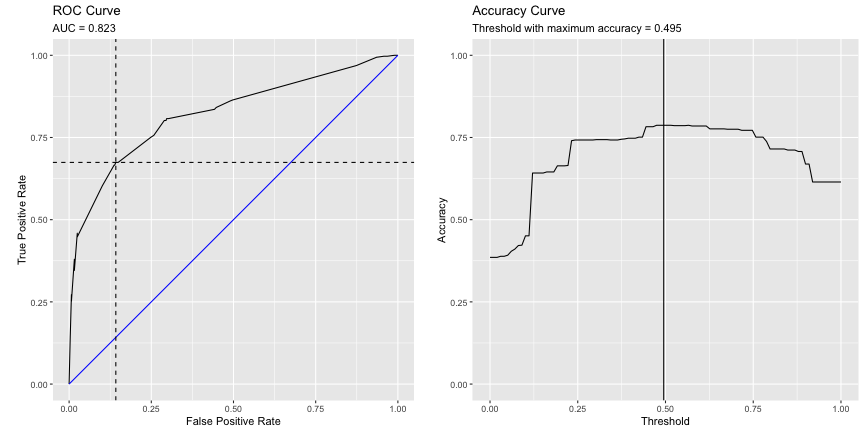 ROC Curve
AUC = 0.823
1.00
0.75
0.50
0.25
0.00
True Positive Rate
0.00 0.25 0.50 0.75 1.00
False Positive Rate
Accuracy Curve
Threshold with maximum accuracy = 0.495
1.00
0.75
0.50
0.25
0.00
Accuracy
0.00 0.25 0.50 0.75 1.00
Threshold